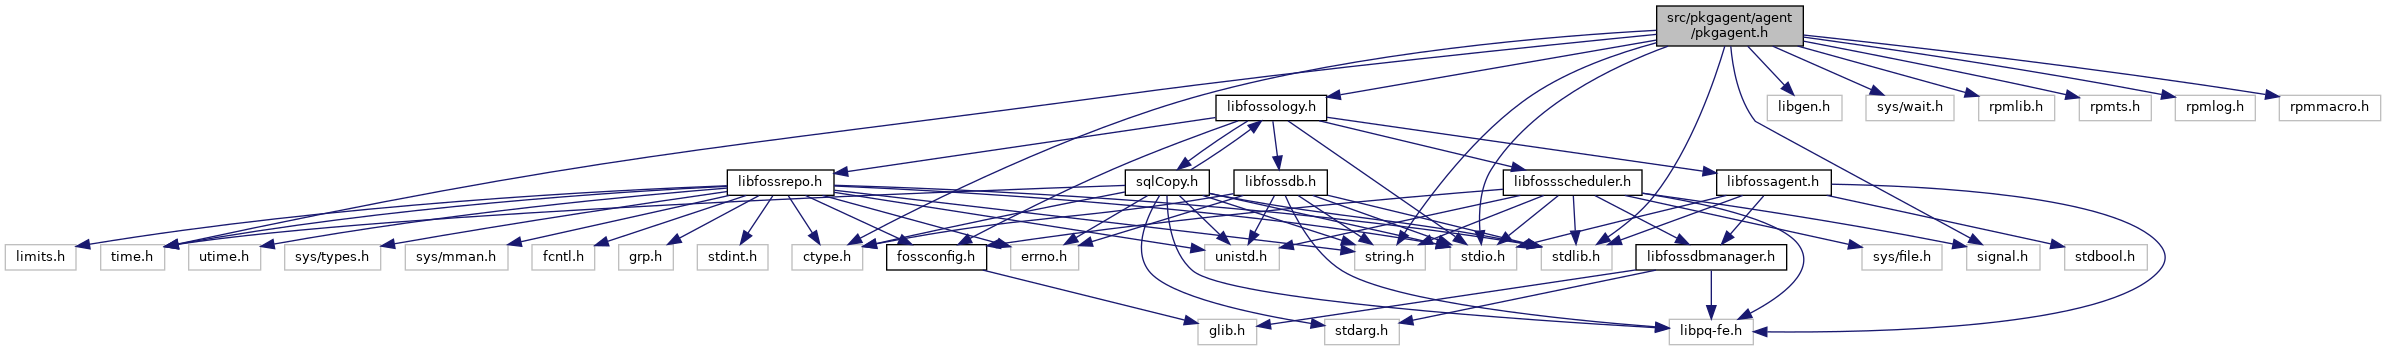 src/pkgagent/agent
/pkgagent.h
libfossology.h
libgen.h
sys/wait.h
rpmlib.h
rpmts.h
rpmlog.h
rpmmacro.h
libfossrepo.h
sqlCopy.h
libfossdb.h
libfossscheduler.h
libfossagent.h
limits.h
time.h
utime.h
sys/types.h
sys/mman.h
fcntl.h
grp.h
stdint.h
ctype.h
fossconfig.h
errno.h
unistd.h
string.h
stdio.h
stdlib.h
libfossdbmanager.h
sys/file.h
signal.h
stdbool.h
glib.h
stdarg.h
libpq-fe.h